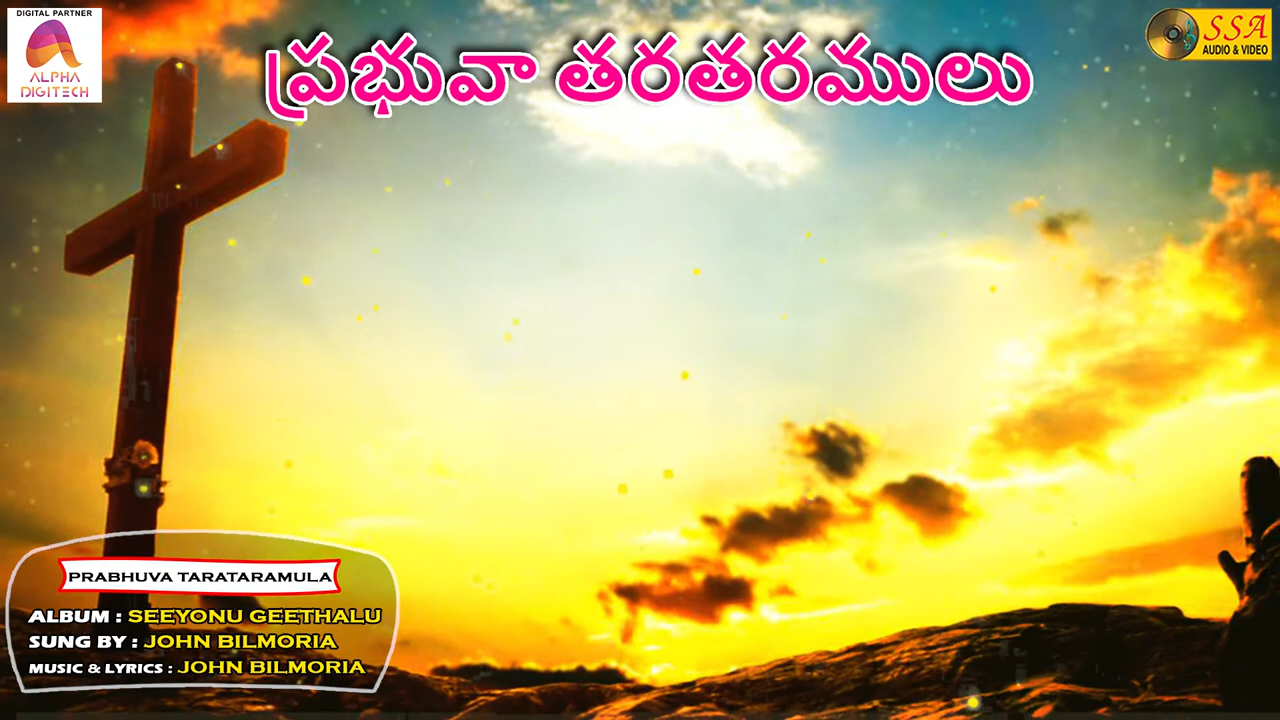 DIGITAL PARTNER
ALPHA
DIGITECH
ప్రభువా తరతరములు
SSA
AUDIO & VIDEO
PRABHUVA TARATARAMULA
ALBUM : SEEYONU GEETHALU
SUNG BY : JOHN BILMORIA
MUSIC & LYRICS : JOHN BILMORIA